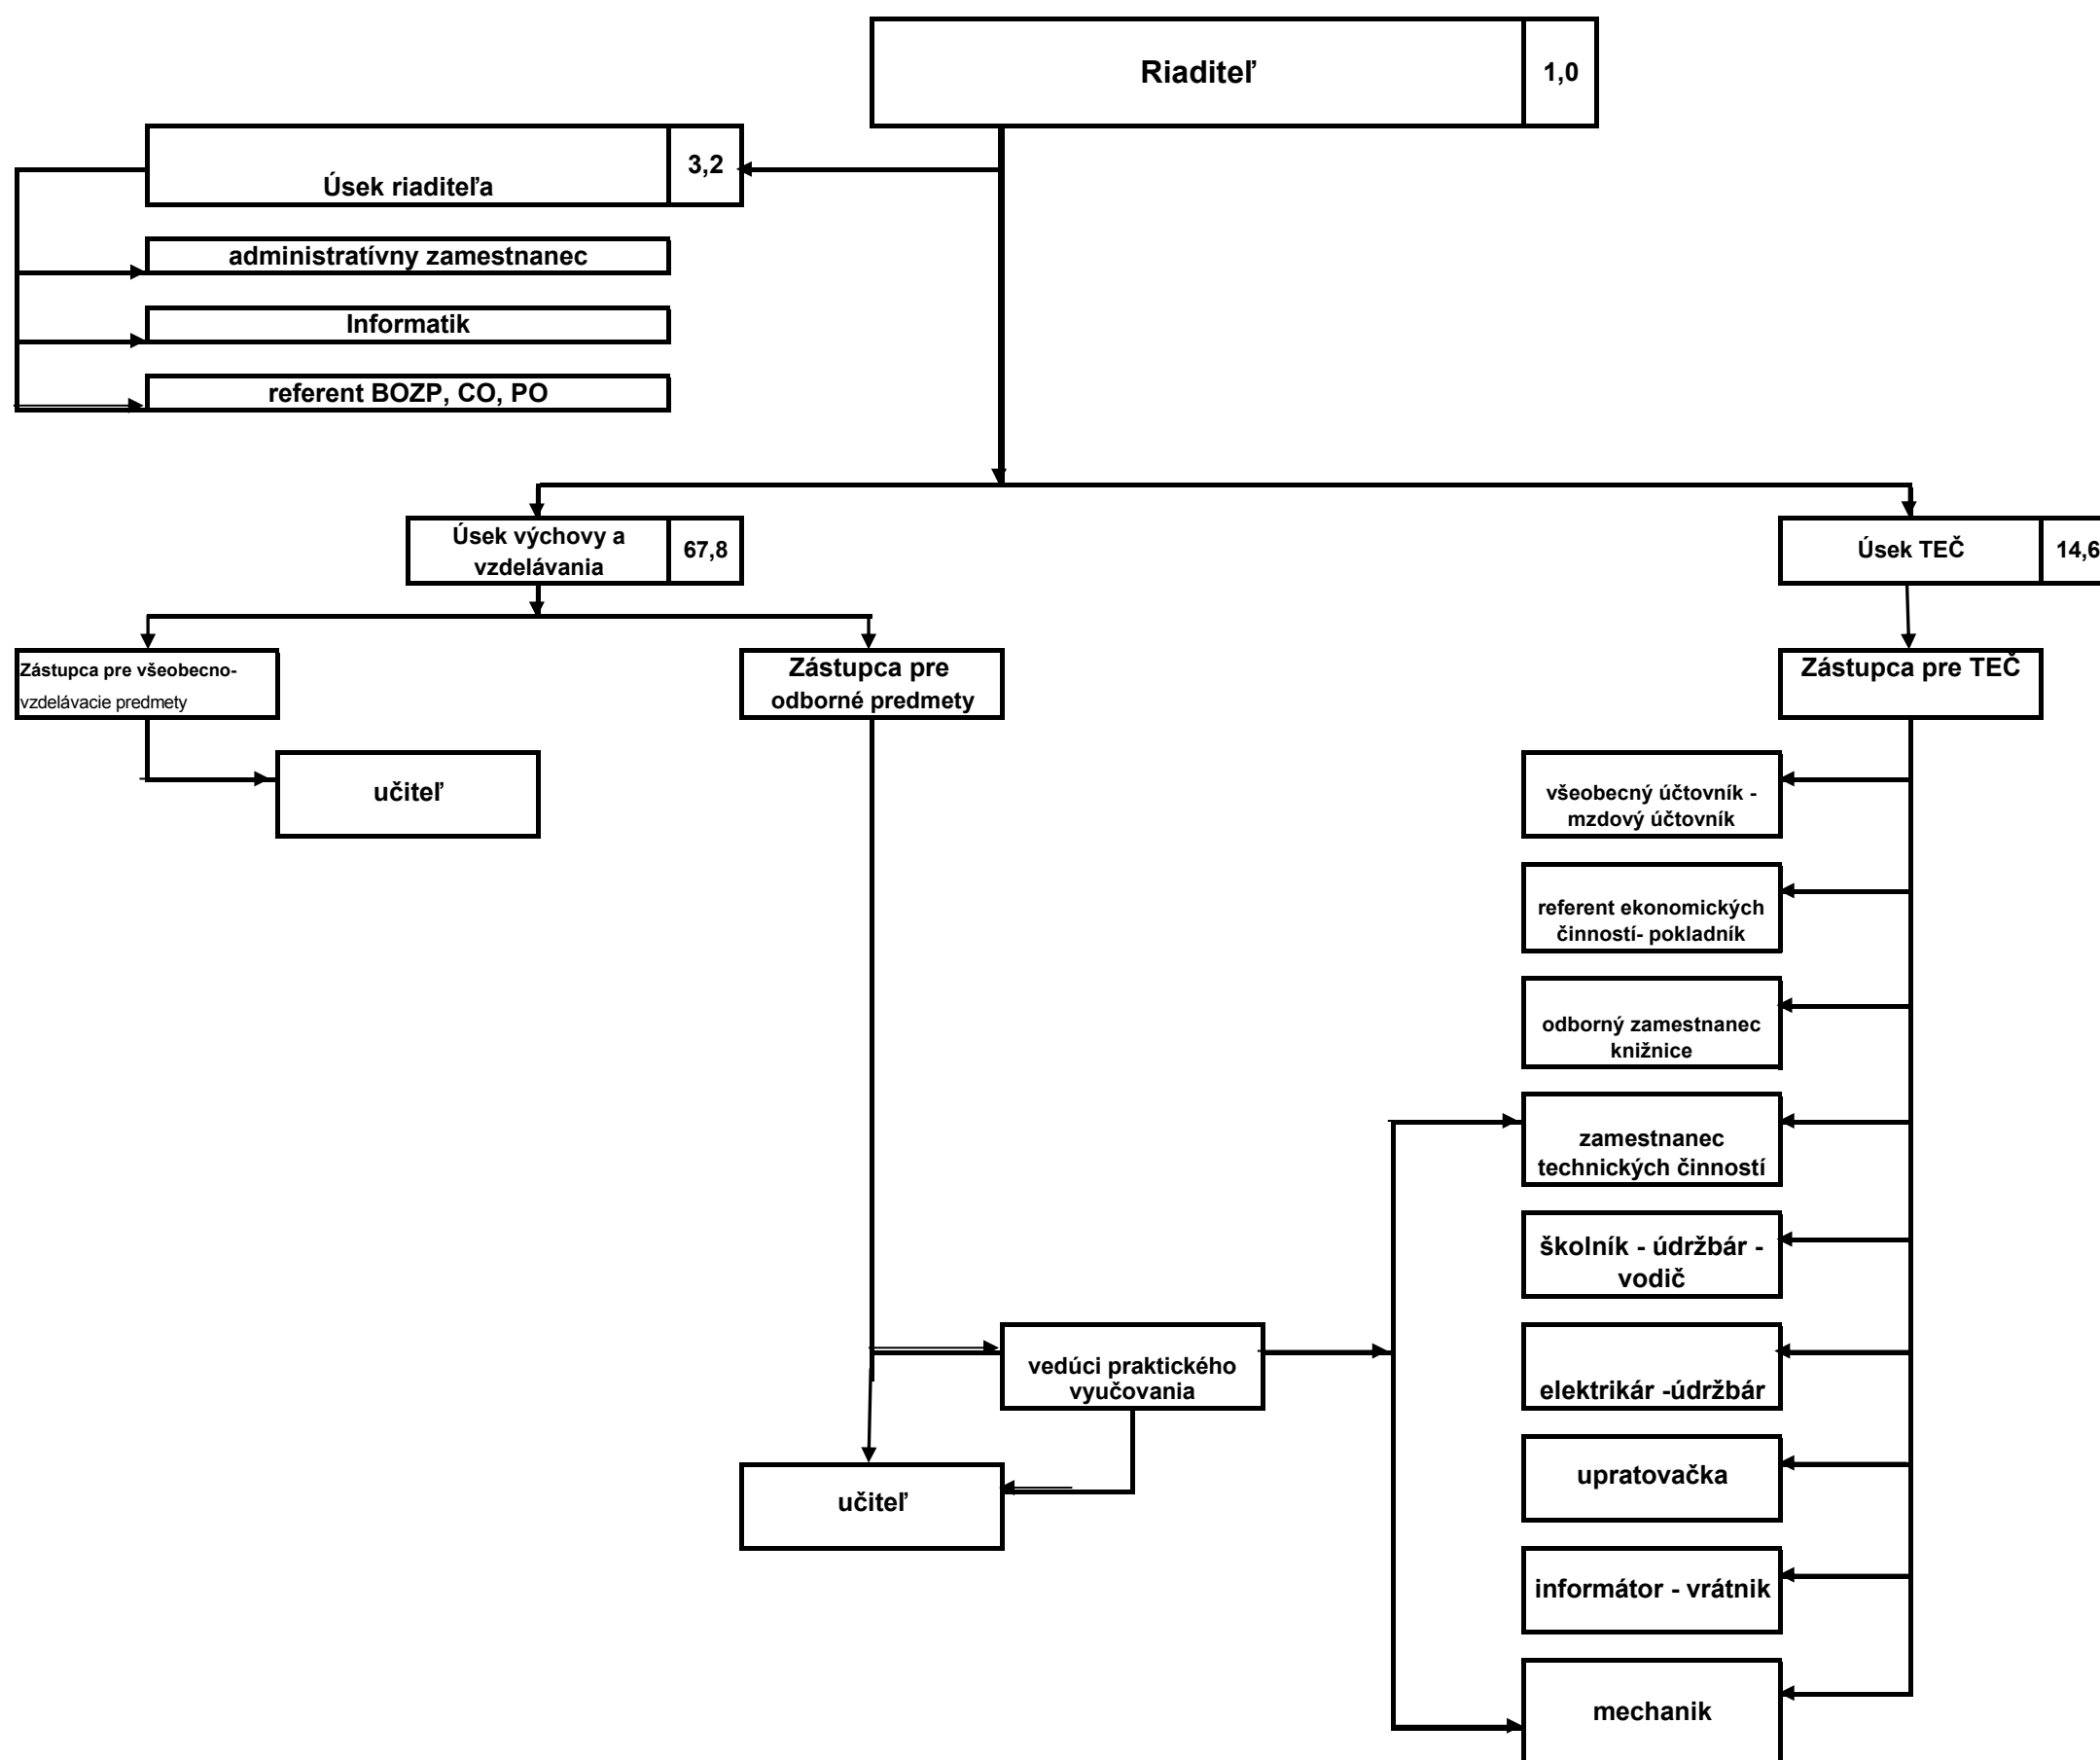 Riaditeľ
1,0
Úsek riaditeľa
3,2
administratívny zamestnanec
Informatik
referent BOZP, CO, PO
Úsek výchovy a
vzdelávania
67,8
Úsek TEČ
14,6
Zástupca pre všeobecno-
vzdelávacie predmety
Zástupca pre
odborné predmety
Zástupca pre TEČ
učiteľ
všeobecný účtovník -
mzdový účtovník
referent ekonomických
činností- pokladník
odborný zamestnanec
knižnice
zamestnanec
technických činností
školník - údržbár -
vodič
vedúci praktického
vyučovania
elektrikár -údržbár
učiteľ
upratovačka
informátor - vrátnik
mechanik